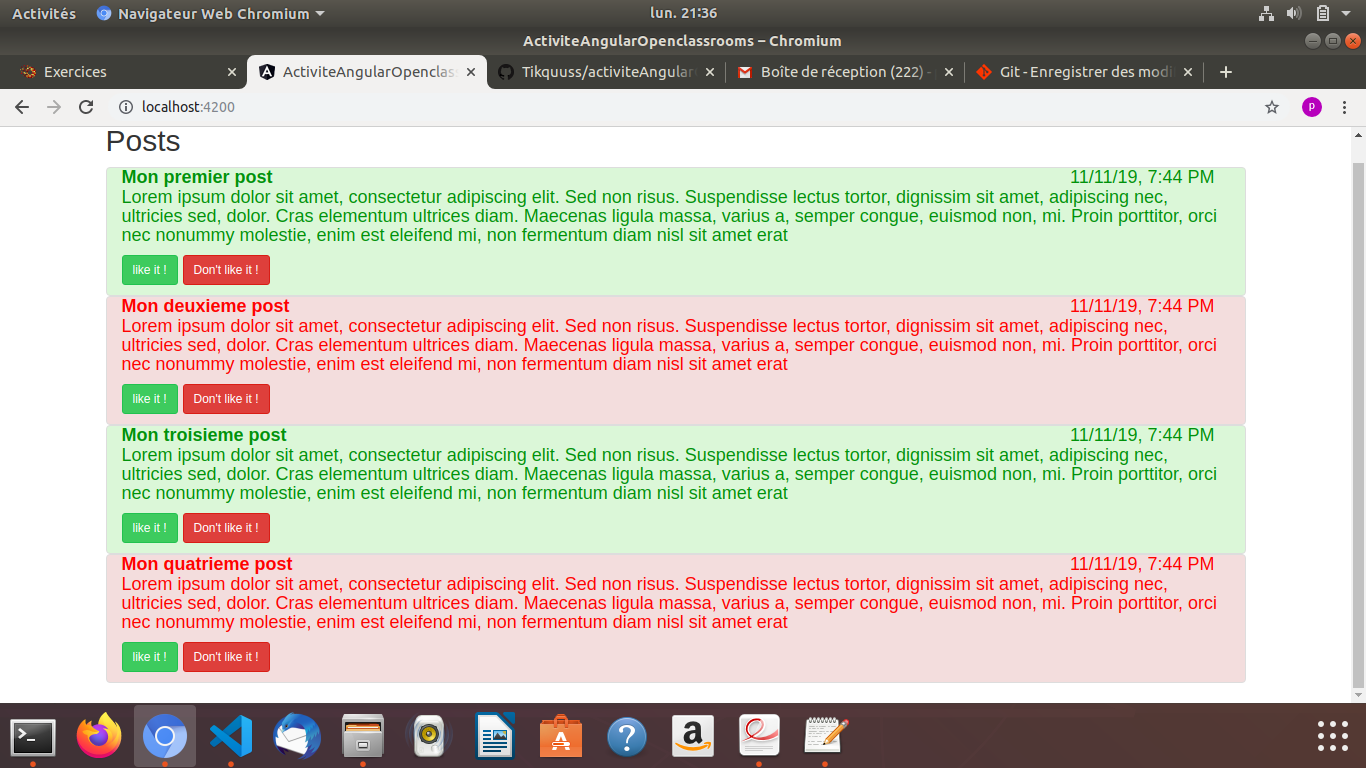 Activités Navigateur Web Chromium lun. 21:36
ActiviteAngularOpenclassrooms – Chromium
Exercices ActiviteAngularOpenclas Tikquuss/activiteAngular Boîte de réception (222) - Git - Enregistrer des modi
localhost:4200 p
Posts
Mon premier post 11/11/19, 7:44 PM
Lorem ipsum dolor sit amet, consectetur adipiscing elit. Sed non risus. Suspendisse lectus tortor, dignissim sit amet, adipiscing nec,
ultricies sed, dolor. Cras elementum ultrices diam. Maecenas ligula massa, varius a, semper congue, euismod non, mi. Proin porttitor, orci
nec nonummy molestie, enim est eleifend mi, non fermentum diam nisl sit amet erat
like it ! Don't like it !
Mon deuxieme post 11/11/19, 7:44 PM
Lorem ipsum dolor sit amet, consectetur adipiscing elit. Sed non risus. Suspendisse lectus tortor, dignissim sit amet, adipiscing nec,
ultricies sed, dolor. Cras elementum ultrices diam. Maecenas ligula massa, varius a, semper congue, euismod non, mi. Proin porttitor, orci
nec nonummy molestie, enim est eleifend mi, non fermentum diam nisl sit amet erat
like it ! Don't like it !
Mon troisieme post 11/11/19, 7:44 PM
Lorem ipsum dolor sit amet, consectetur adipiscing elit. Sed non risus. Suspendisse lectus tortor, dignissim sit amet, adipiscing nec,
ultricies sed, dolor. Cras elementum ultrices diam. Maecenas ligula massa, varius a, semper congue, euismod non, mi. Proin porttitor, orci
nec nonummy molestie, enim est eleifend mi, non fermentum diam nisl sit amet erat
like it ! Don't like it !
Mon quatrieme post 11/11/19, 7:44 PM
Lorem ipsum dolor sit amet, consectetur adipiscing elit. Sed non risus. Suspendisse lectus tortor, dignissim sit amet, adipiscing nec,
ultricies sed, dolor. Cras elementum ultrices diam. Maecenas ligula massa, varius a, semper congue, euismod non, mi. Proin porttitor, orci
nec nonummy molestie, enim est eleifend mi, non fermentum diam nisl sit amet erat
like it ! Don't like it !